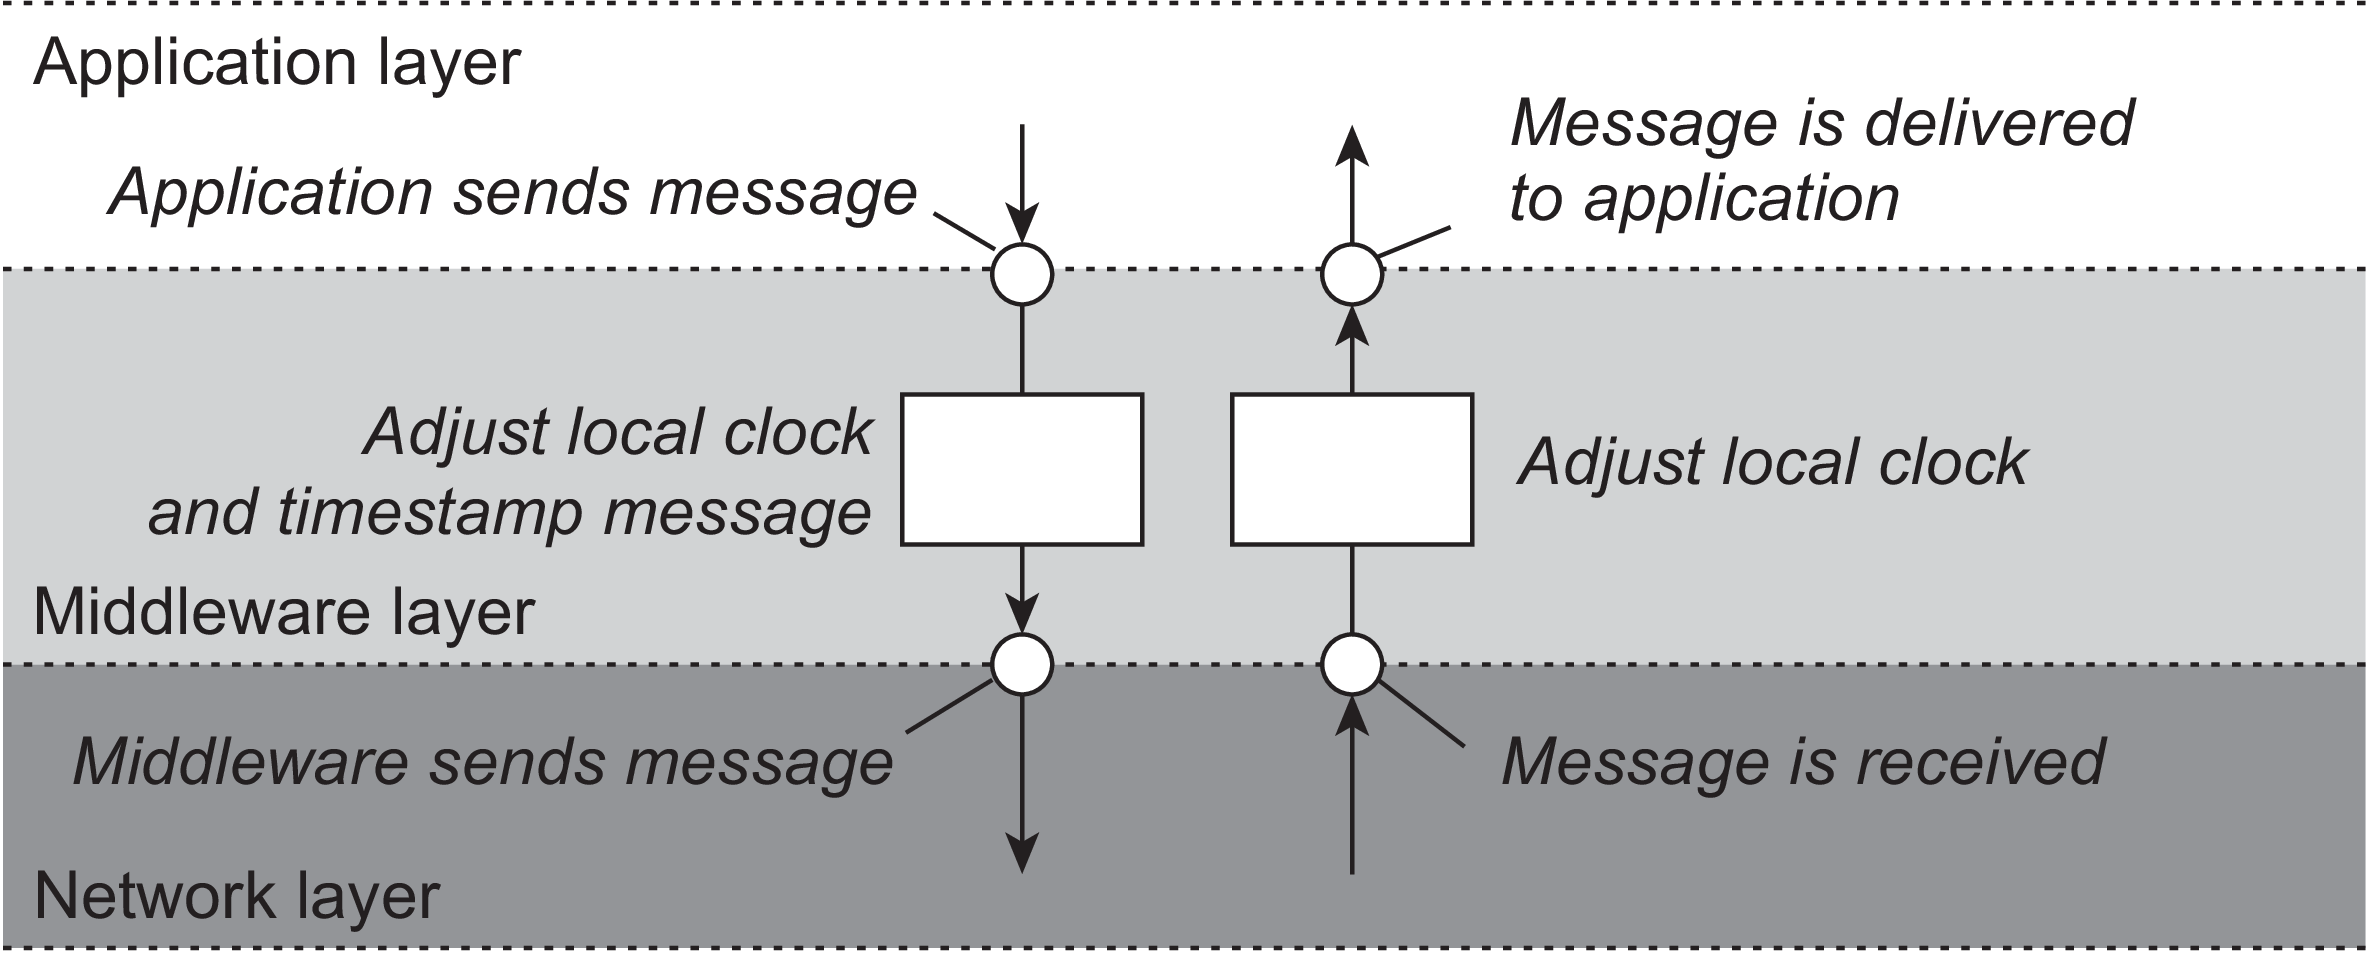 Application layer
Application sends message
Message is delivered
to application
Adjust local clock
and timestamp message
Adjust local clock
Middleware layer
Middleware sends message
Message is received
Network layer